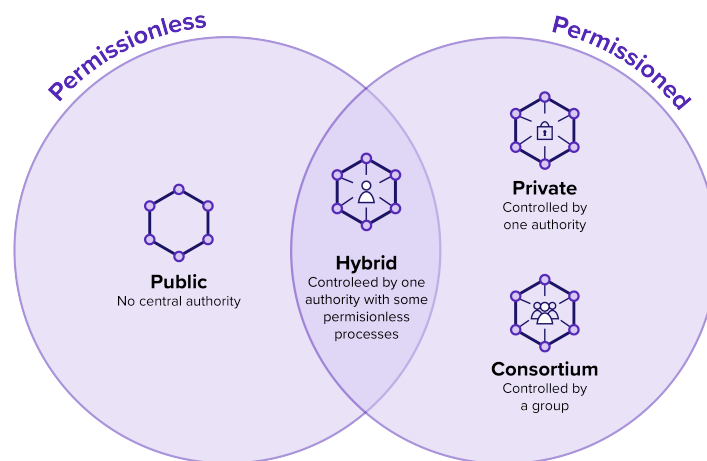 Permissionless
Permissioned
Public
No central authority
Hybrid
Controleed by one
authority with some
permisionless
processes
Private
Controlled by
one authority
Consortium
Controlled by
a group